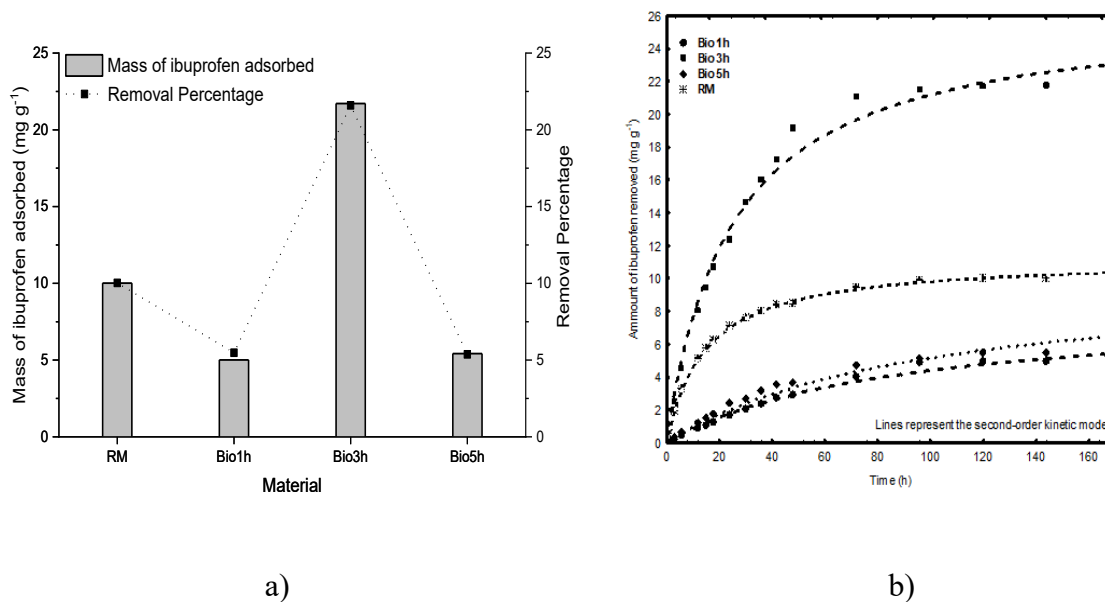 25
20
15
10
5
0
Mass of ibuprofen adsorbed (mg g⁻¹)
Mass of ibuprofen adsorbed
Removal Percentage
25
20
15
10
5
0
Removal Percentage
RM Bio1h Bio3h Bio5h
Material
a)
26
24
22
20
18
16
14
12
10
8
6
4
2
0
Ammount of ibuprofen removed (mg g⁻¹)
Bio1h
Bio3h
Bio5h
RM
Lines represent the second-order kinetic mode
0 20 40 60 80 100 120 140 160
Time (h)
b)